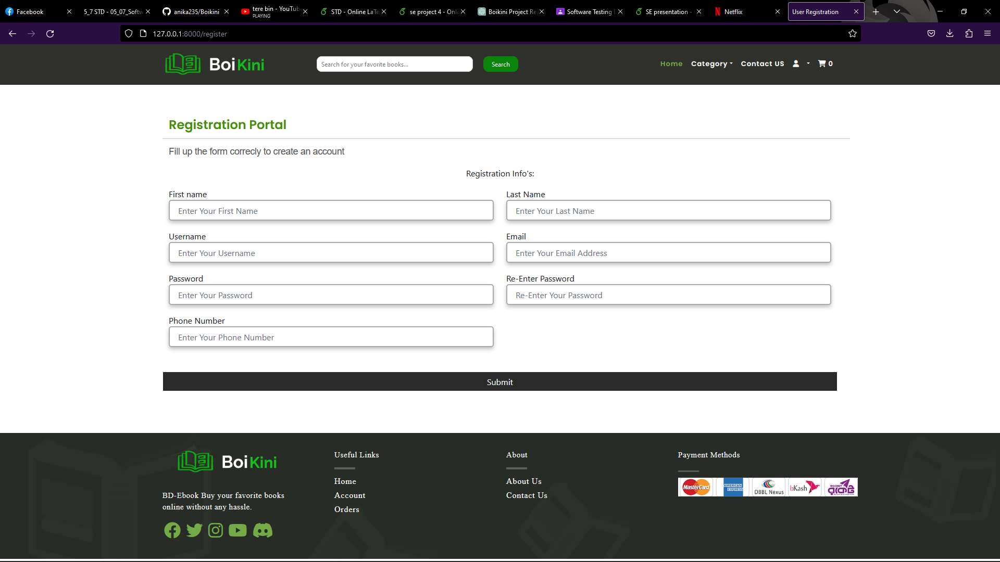 Facebook
5_7 STD - 05_07_Softw
anika235/Boikini
tere bin - YouTub
PLAYING
STD - Online LaTe
se project 4 - Onli
Boikini Project Re
Software Testing D
SE presentation -
Netflix
User Registration
127.0.0.1:8000/register
BoiKini
Search for your favorite books...
Search
Home
Category
Contact US
0
Registration Portal
Fill up the form correcly to create an account
Registration Info's:
First name
Last Name
Enter Your First Name
Enter Your Last Name
Username
Email
Enter Your Username
Enter Your Email Address
Password
Re-Enter Password
Enter Your Password
Re-Enter Your Password
Phone Number
Enter Your Phone Number
Submit
BoiKini
BD-Ebook Buy your favorite books
online without any hassle.
Useful Links
Home
Account
Orders
About
About Us
Contact Us
Payment Methods
MasterCard
AMERICAN
EXPRESS
DBBL Nexus
bKash
ROCKET
রকেট